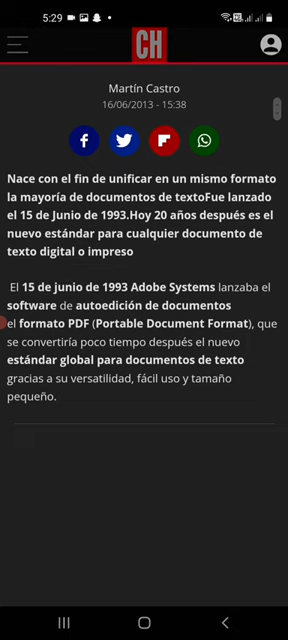 5:29
CH
Martín Castro
16/06/2013 - 15:38
Nace con el fin de unificar en un mismo formato
la mayoría de documentos de textoFue lanzado
el 15 de Junio de 1993.Hoy 20 años después es el
nuevo estándar para cualquier documento de
texto digital o impreso
El 15 de junio de 1993 Adobe Systems lanzaba el
software de autoedición de documentos
el formato PDF (Portable Document Format), que
se convertiría poco tiempo después el nuevo
estándar global para documentos de texto
gracias a su versatilidad, fácil uso y tamaño
pequeño.